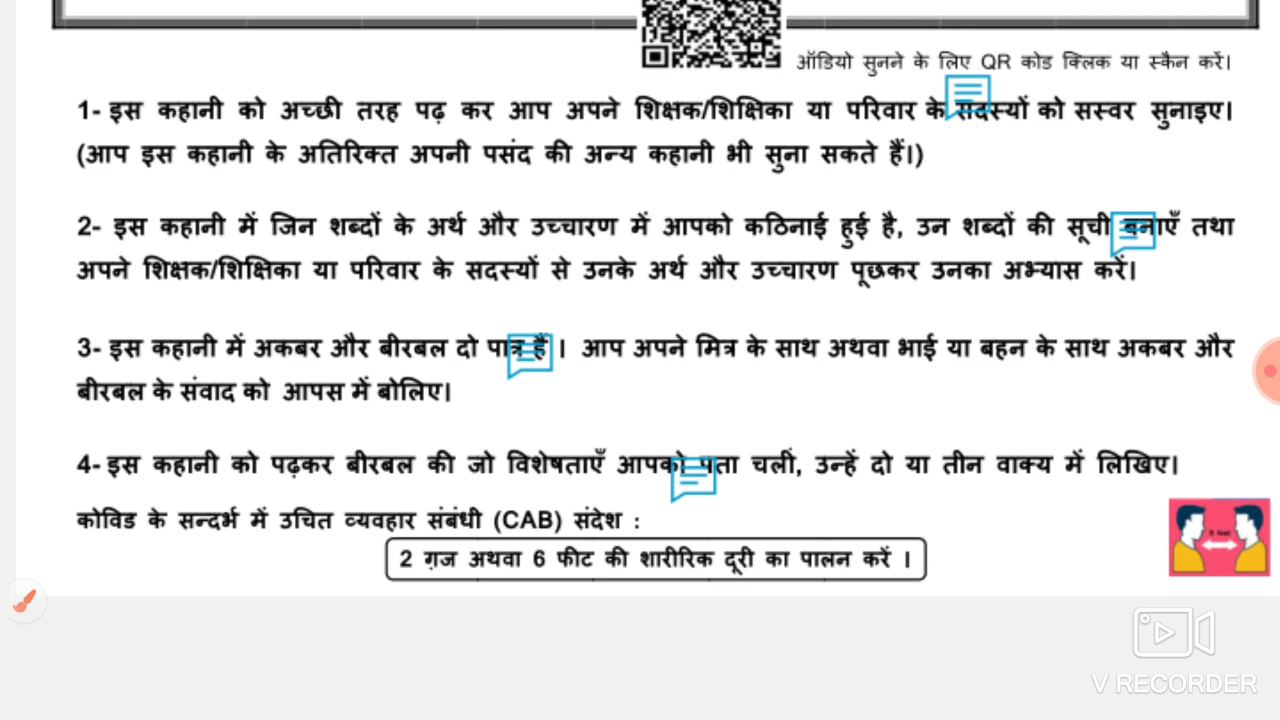 ऑडियो सुनने के लिए QR कोड क्लिक या स्कैन करें।
1- इस कहानी को अच्छी तरह पढ़ कर आप अपने शिक्षक/शिक्षिका या परिवार के सदस्यों को सस्वर सुनाइए।
(आप इस कहानी के अतिरिक्त अपनी पसंद की अन्य कहानी भी सुना सकते हैं।)
2- इस कहानी में जिन शब्दों के अर्थ और उच्चारण में आपको कठिनाई हुई है, उन शब्दों की सूची बनाएँ तथा
अपने शिक्षक/शिक्षिका या परिवार के सदस्यों से उनके अर्थ और उच्चारण पूछकर उनका अभ्यास करें।
3- इस कहानी में अकबर और बीरबल दो पात्र हैं । आप अपने मित्र के साथ अथवा भाई या बहन के साथ अकबर और
बीरबल के संवाद को आपस में बोलिए।
4- इस कहानी को पढ़कर बीरबल की जो विशेषताएँ आपको पता चलीं, उन्हें दो या तीन वाक्य में लिखिए।
कोविड के सन्दर्भ में उचित व्यवहार संबंधी (CAB) संदेश :
2 ग़ज अथवा 6 फीट की शारीरिक दूरी का पालन करें ।
6 feet
V RECORDER